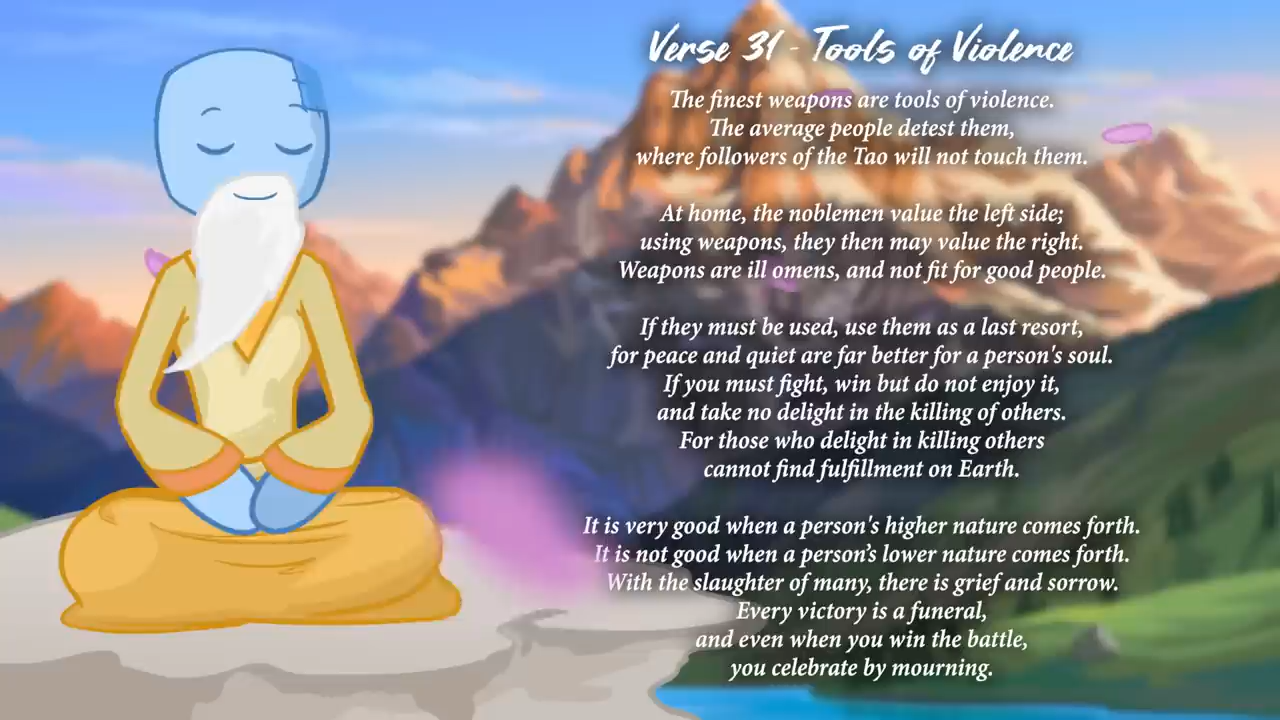 Verse 31 - Tools of Violence
The finest weapons are tools of violence.
The average people detest them,
where followers of the Tao will not touch them.
At home, the noblemen value the left side;
using weapons, they then may value the right.
Weapons are ill omens, and not fit for good people.
If they must be used, use them as a last resort,
for peace and quiet are far better for a person's soul.
If you must fight, win but do not enjoy it,
and take no delight in the killing of others.
For those who delight in killing others
cannot find fulfillment on Earth.
It is very good when a person's higher nature comes forth.
It is not good when a person’s lower nature comes forth.
With the slaughter of many, there is grief and sorrow.
Every victory is a funeral,
and even when you win the battle,
you celebrate by mourning.